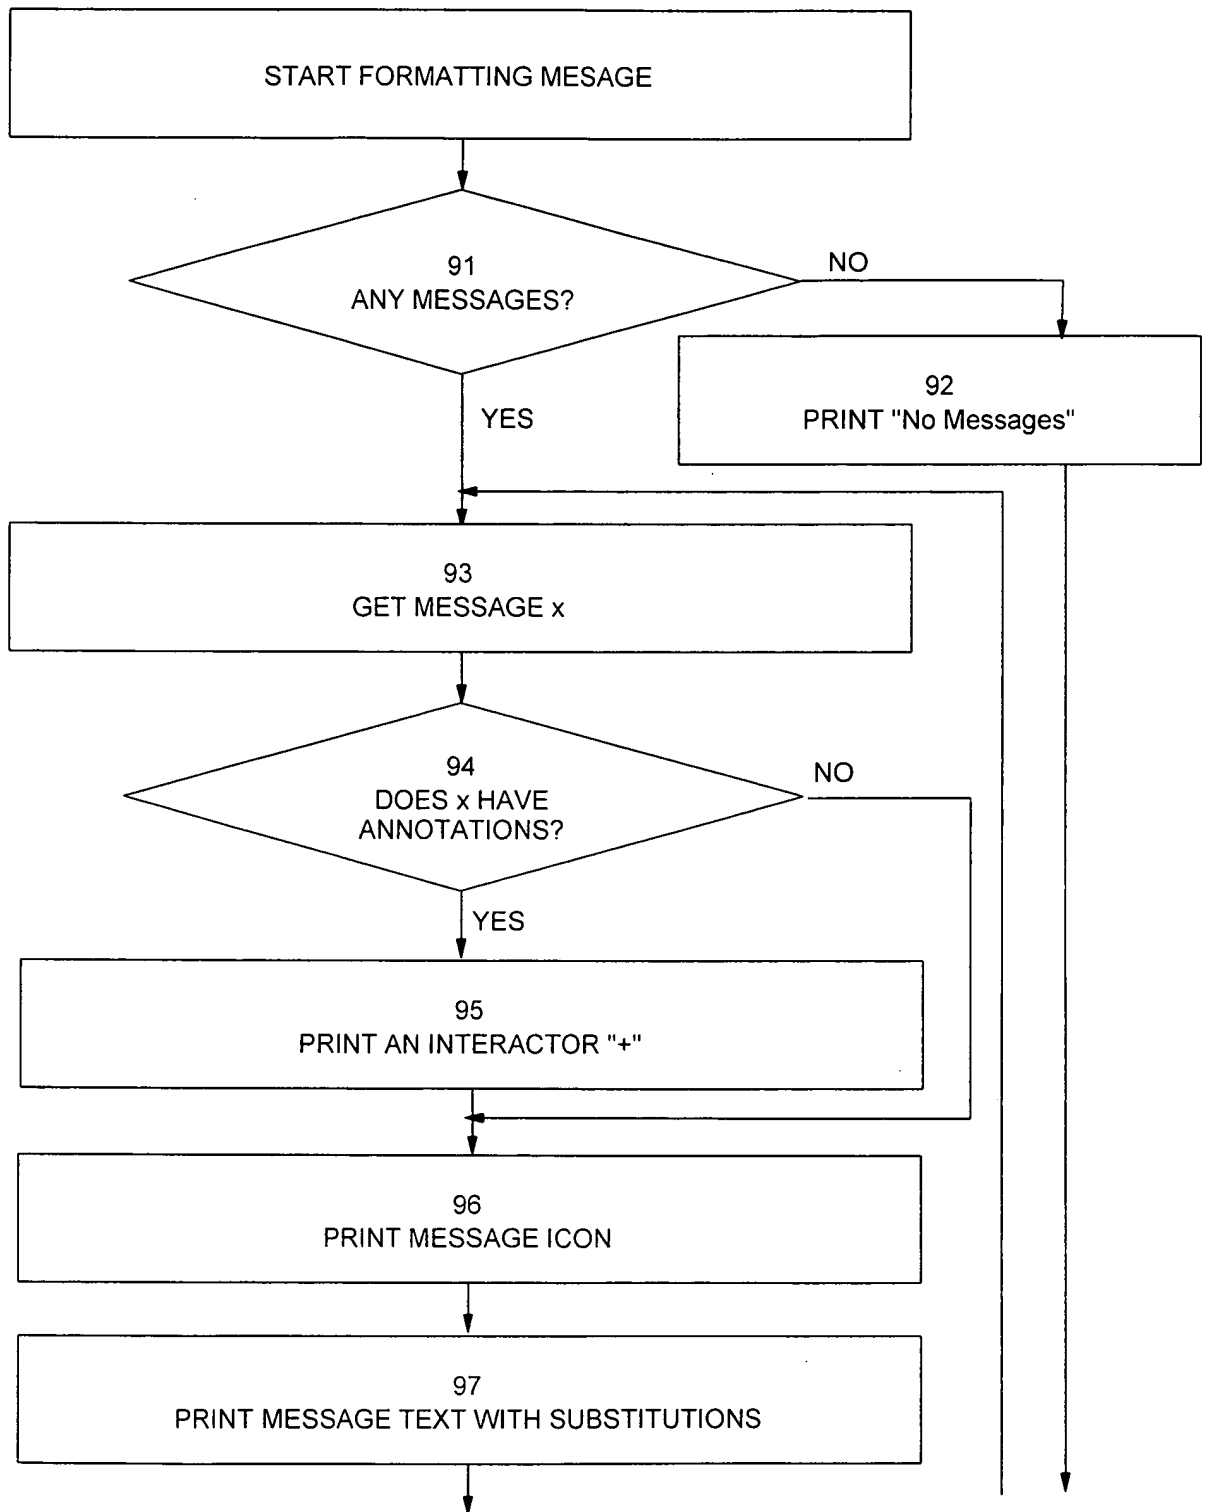 START FORMATTING MESAGE
91
ANY MESSAGES?
NO
YES
92
PRINT "No Messages"
93
GET MESSAGE x
94
DOES x HAVE
ANNOTATIONS?
NO
YES
95
PRINT AN INTERACTOR "+"
96
PRINT MESSAGE ICON
97
PRINT MESSAGE TEXT WITH SUBSTITUTIONS